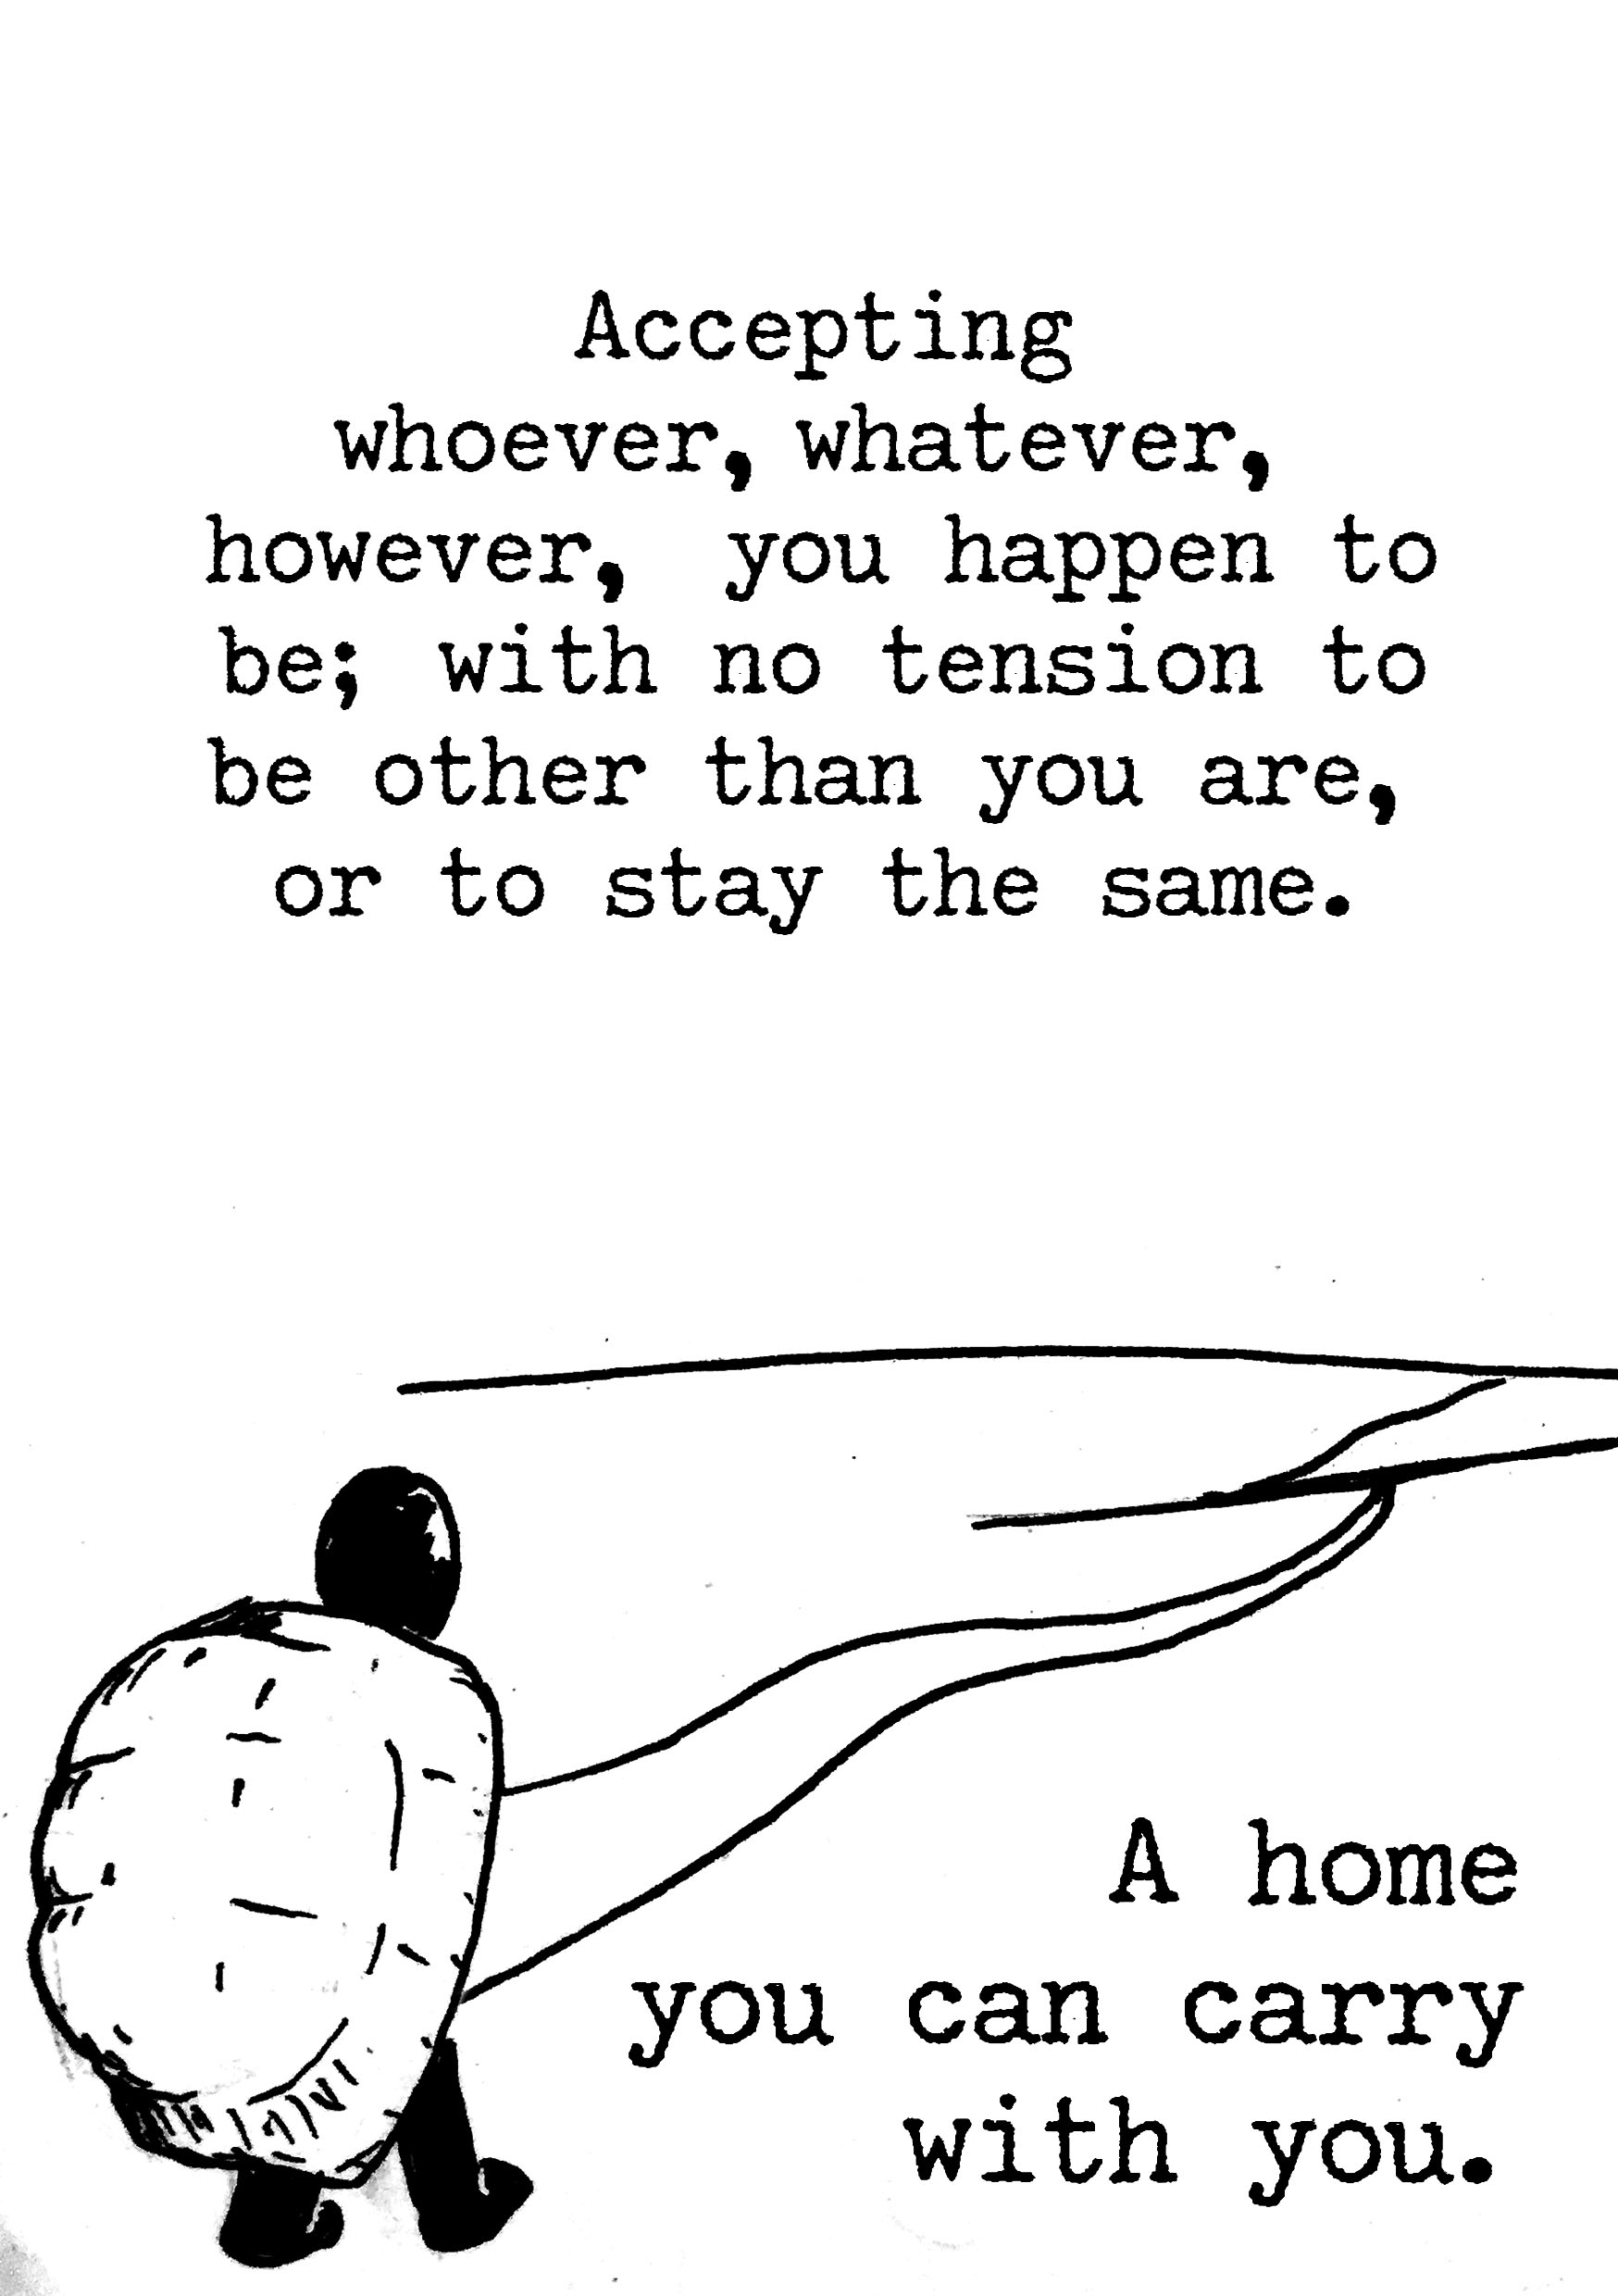 Accepting
whoever, whatever,
however, you happen to
be; with no tension to
be other than you are,
or to stay the same.
A home
you can carry
with you.